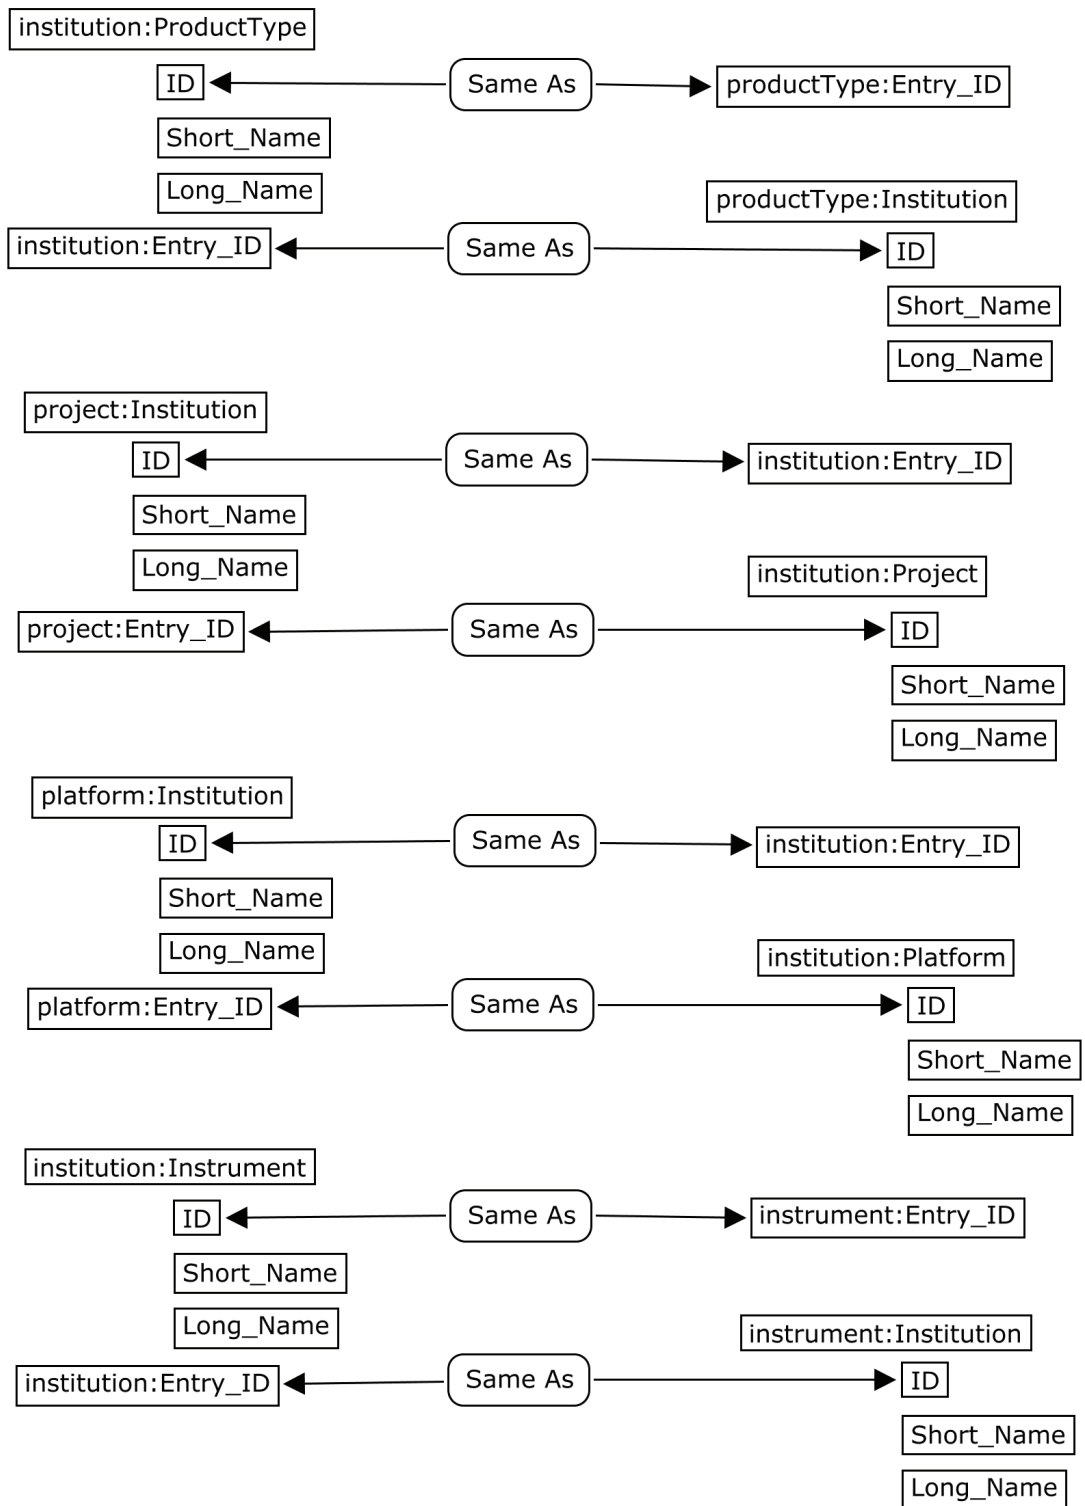 institution:ProductType
ID
Same As
productType:Entry_ID
Short_Name
Long_Name
productType:Institution
institution:Entry_ID
Same As
ID
Short_Name
Long_Name
project:Institution
ID
Same As
institution:Entry_ID
Short_Name
Long_Name
institution:Project
project:Entry_ID
Same As
ID
Short_Name
Long_Name
platform:Institution
ID
Same As
institution:Entry_ID
Short_Name
Long_Name
institution:Platform
platform:Entry_ID
Same As
ID
Short_Name
Long_Name
institution:Instrument
ID
Same As
instrument:Entry_ID
Short_Name
Long_Name
instrument:Institution
institution:Entry_ID
Same As
ID
Short_Name
Long_Name